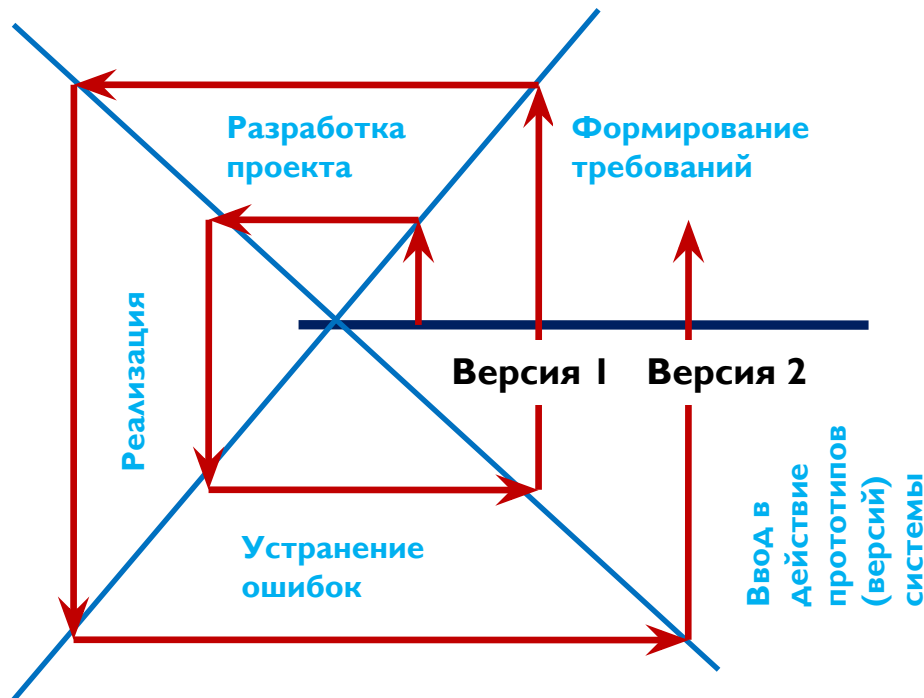 Разработка
проекта
Формирование
требований
Реализация
Версия 1
Версия 2
Устранение
ошибок
Ввод в
действие
прототипов
(версий)
системы